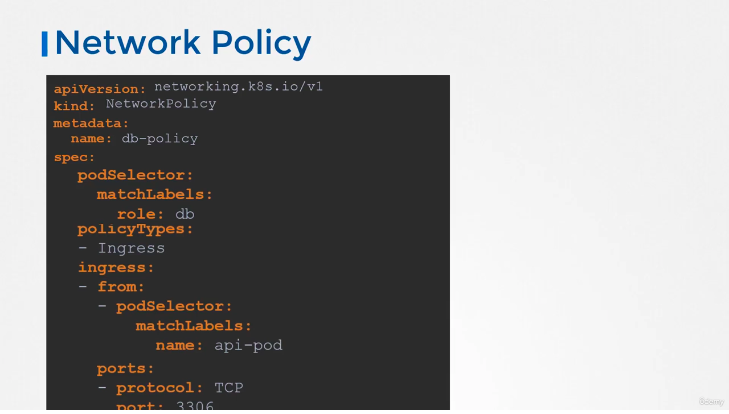 Network Policy
apiVersion: networking.k8s.io/v1
kind: NetworkPolicy
metadata:
  name: db-policy
spec:
  podSelector:
    matchLabels:
      role: db
  policyTypes:
  - Ingress
  ingress:
  - from:
    - podSelector:
        matchLabels:
          name: api-pod
    ports:
    - protocol: TCP
      port: 3306